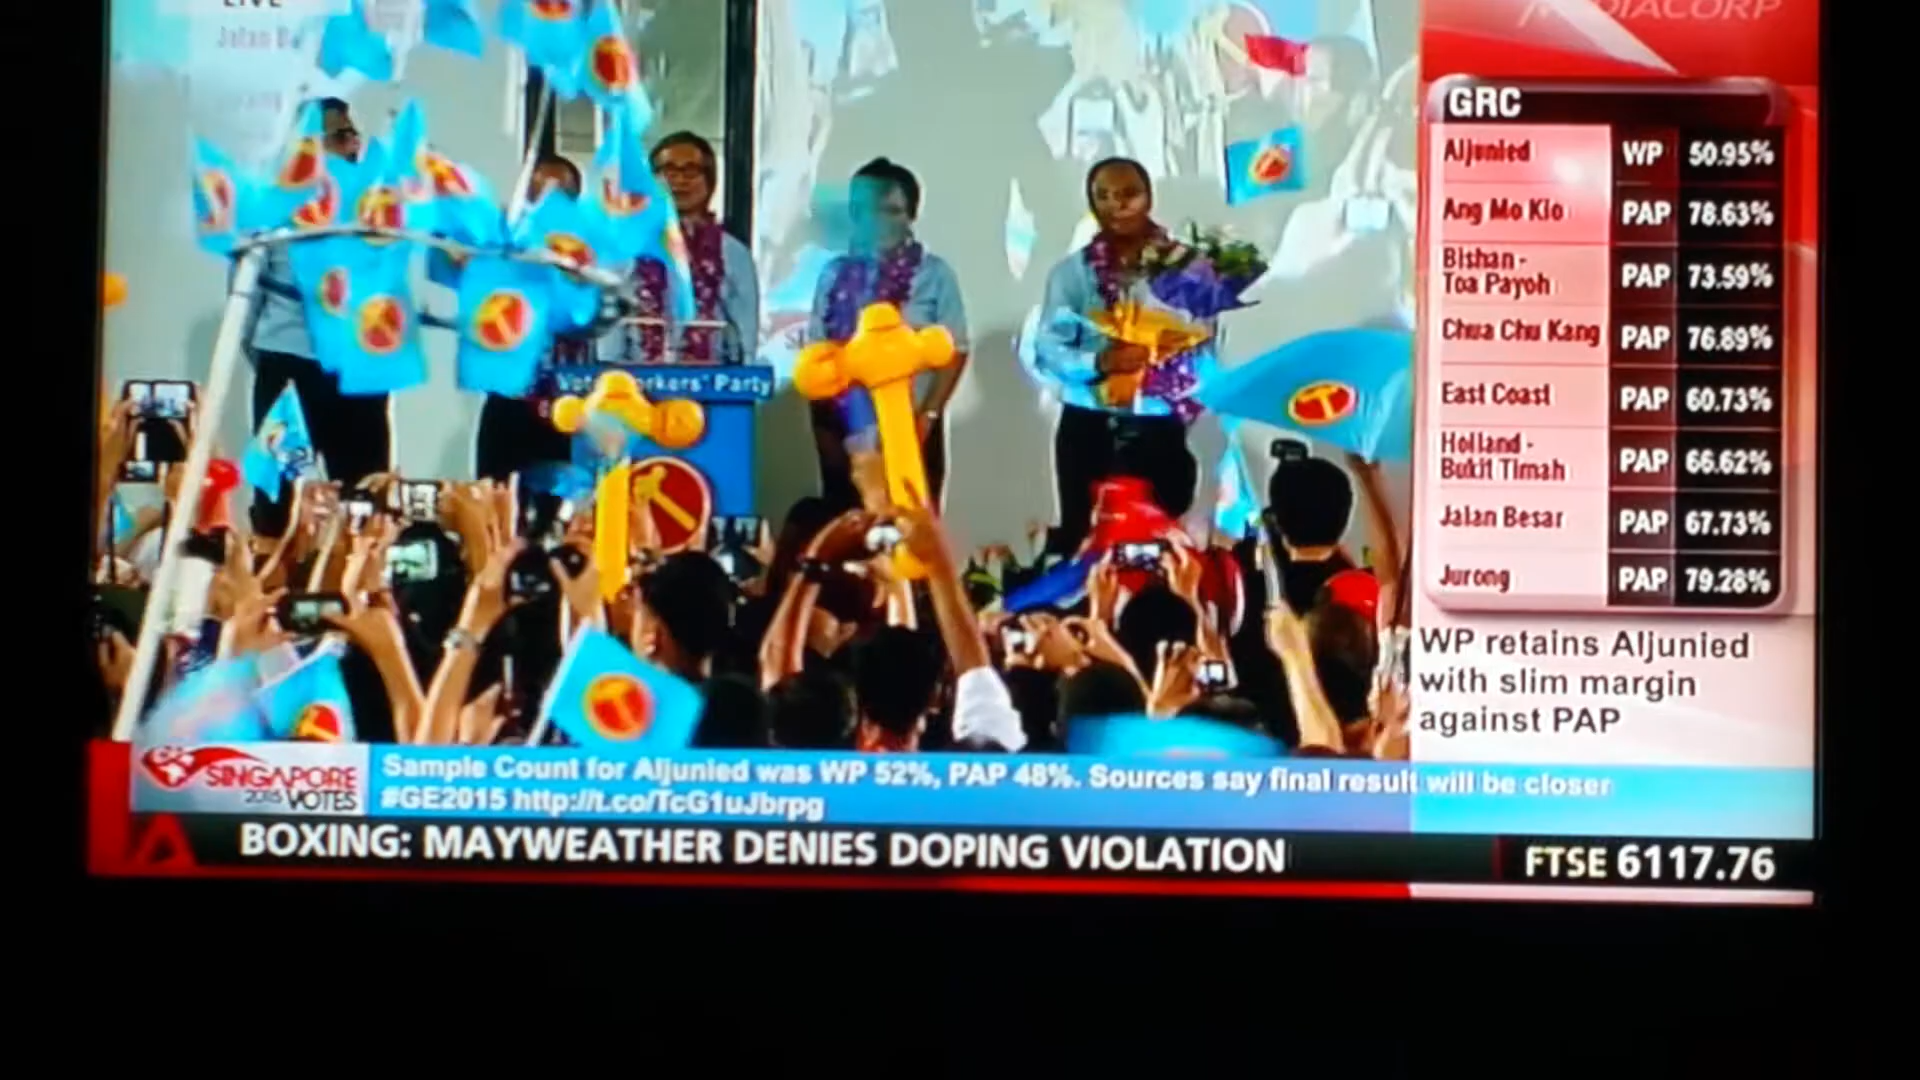 LIVE
Jalan Be
MEDIACORP
GRC
Aljunied WP 50.95%
Ang Mo Kio PAP 78.63%
Bishan -
Toa Payoh PAP 73.59%
Chua Chu Kang PAP 76.89%
East Coast PAP 60.73%
Holland -
Bukit Timah PAP 66.62%
Jalan Besar PAP 67.73%
Jurong PAP 79.28%
WP retains Aljunied
with slim margin
against PAP
Workers' Party
SINGAPORE
2015 VOTES
Sample Count for Aljunied was WP 52%, PAP 48%. Sources say final result will be closer
#GE2015 http://t.co/TcG1uJbrpg
BOXING: MAYWEATHER DENIES DOPING VIOLATION
FTSE 6117.76